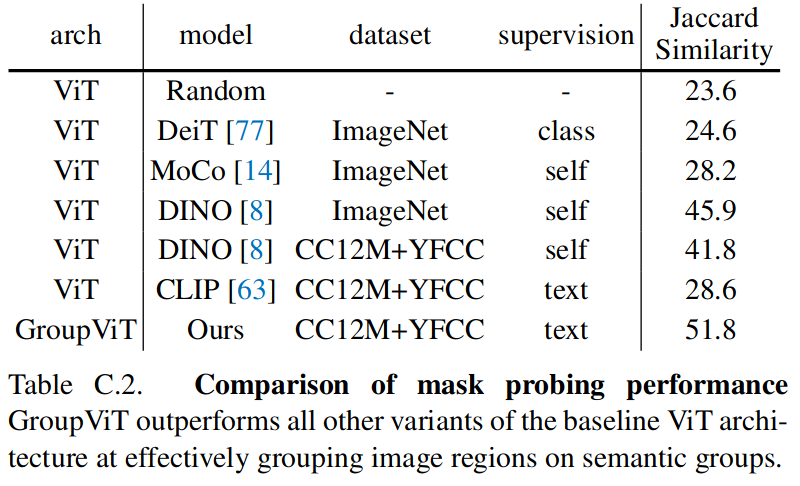 arch model dataset supervision Jaccard Similarity
ViT Random - - 23.6
ViT DeiT [77] ImageNet class 24.6
ViT MoCo [14] ImageNet self 28.2
ViT DINO [8] ImageNet self 45.9
ViT DINO [8] CC12M+YFCC self 41.8
ViT CLIP [63] CC12M+YFCC text 28.6
GroupViT Ours CC12M+YFCC text 51.8
Table C.2. Comparison of mask probing performance
GroupViT outperforms all other variants of the baseline ViT archi-
tecture at effectively grouping image regions on semantic groups.